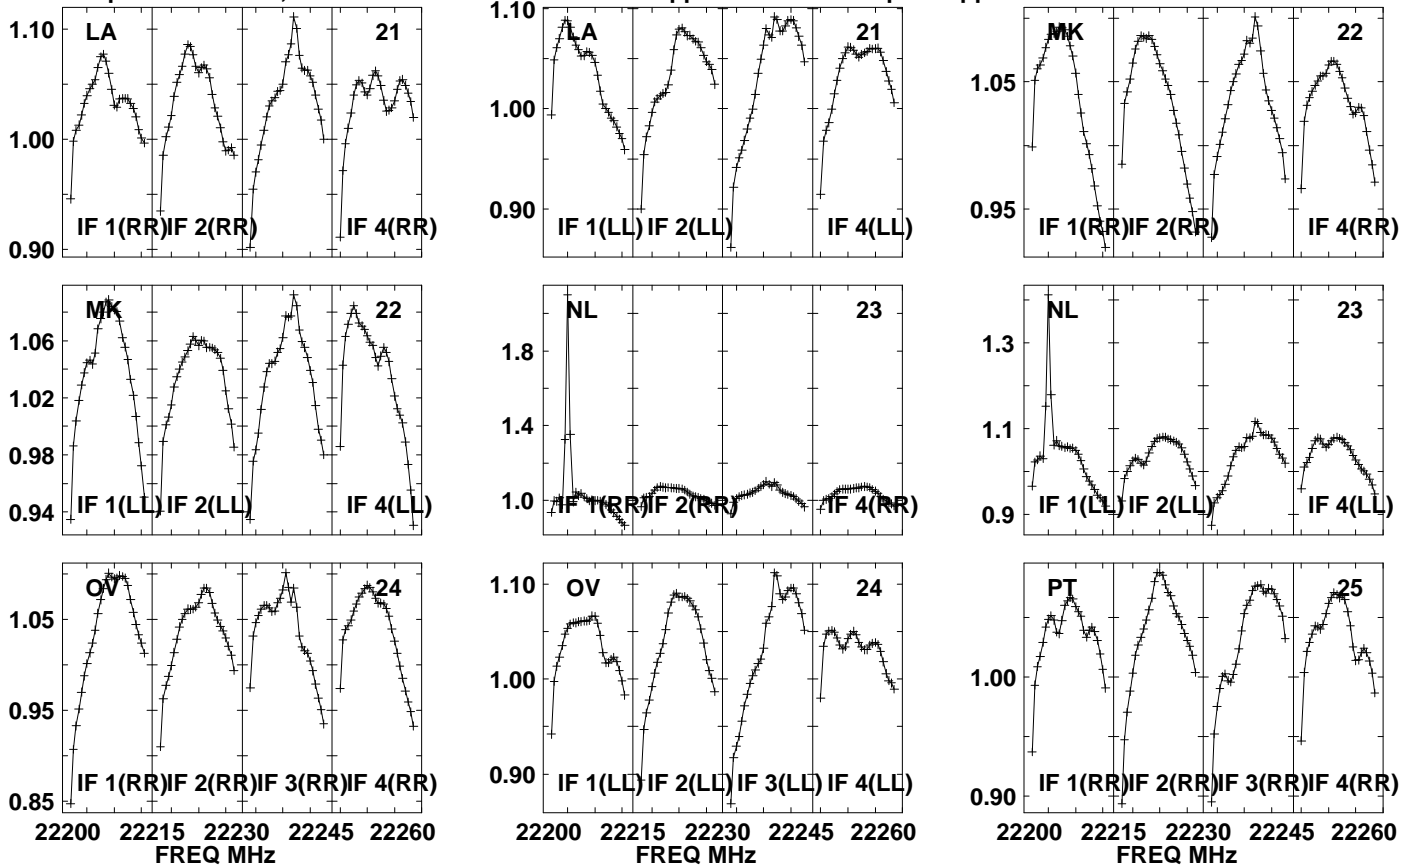 1.10 LA 21 1.10 LA 21 MK 22
1.05
1.00 1.00
0.95
0.90 IF 1(RR) IF 2(RR) IF 4(RR) 0.90 IF 1(LL) IF 2(LL) IF 4(LL) IF 1(RR) IF 2(RR) IF 4(RR)
MK 22 NL 23 NL 23
1.06 1.8 1.3
1.02 1.4 1.1
0.98 1.0
0.94 IF 1(LL) IF 2(LL) IF 4(LL) IF 1(RR) IF 2(RR) IF 4(RR) 0.9 IF 1(LL) IF 2(LL) IF 4(LL)
OV 24 1.10 OV 24 PT 25
1.05
1.00 1.00
0.95
0.90 0.90
0.85 IF 1(RR) IF 2(RR) IF 3(RR) IF 4(RR) IF 1(LL) IF 2(LL) IF 3(LL) IF 4(LL) IF 1(RR) IF 2(RR) IF 3(RR) IF 4(RR)
22200 22215 22230 22245 22260 22200 22215 22230 22245 22260 22200 22215 22230 22245 22260
FREQ MHz FREQ MHz FREQ MHz